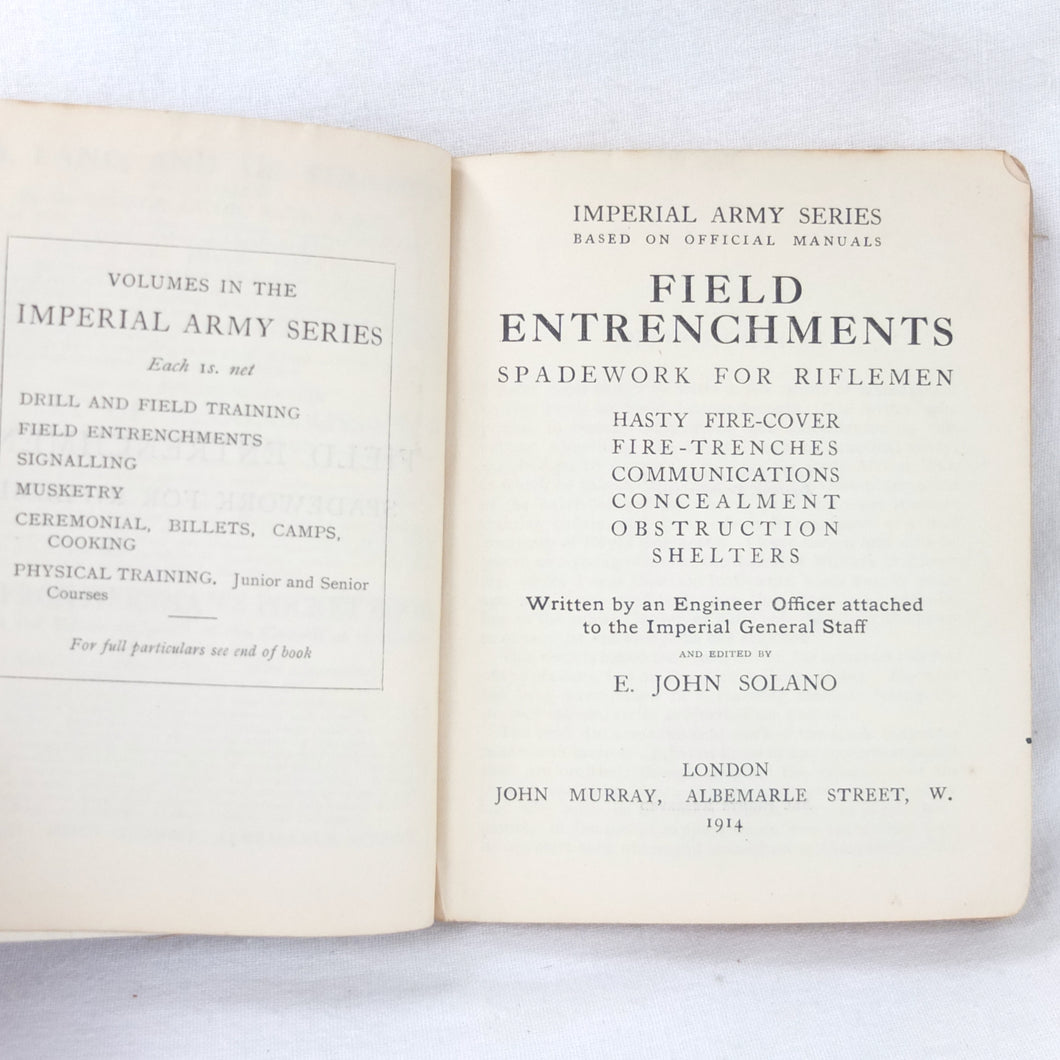 VOLUMES IN THE
IMPERIAL ARMY SERIES
Each 1s. net
DRILL AND FIELD TRAINING
FIELD ENTRENCHMENTS
SIGNALLING
MUSKETRY
CEREMONIAL, BILLETS, CAMPS,
COOKING
PHYSICAL TRAINING. Junior and Senior
Courses
For full particulars see end of book
IMPERIAL ARMY SERIES
BASED ON OFFICIAL MANUALS
FIELD
ENTRENCHMENTS
SPADEWORK FOR RIFLEMEN
HASTY FIRE-COVER
FIRE-TRENCHES
COMMUNICATIONS
CONCEALMENT
OBSTRUCTION
SHELTERS
Written by an Engineer Officer attached
to the Imperial General Staff
AND EDITED BY
E. JOHN SOLANO
LONDON
JOHN MURRAY, ALBEMARLE STREET, W.
1914